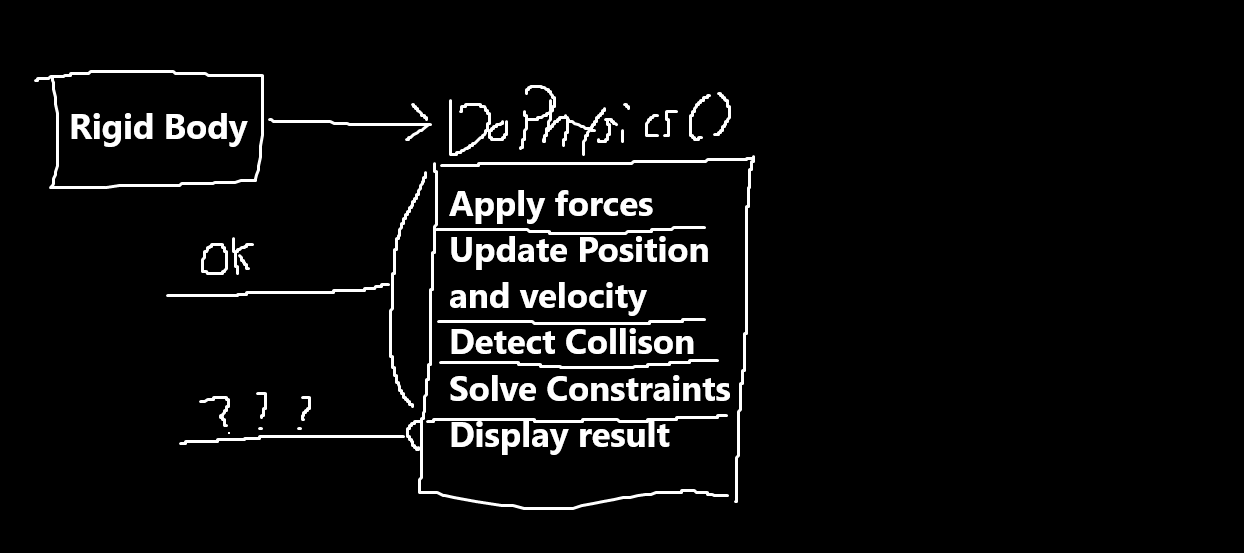 Rigid Body
DoPhysics()
Apply forces
Update Position
and velocity
Detect Collison
Solve Constraints
Display result
OK
???